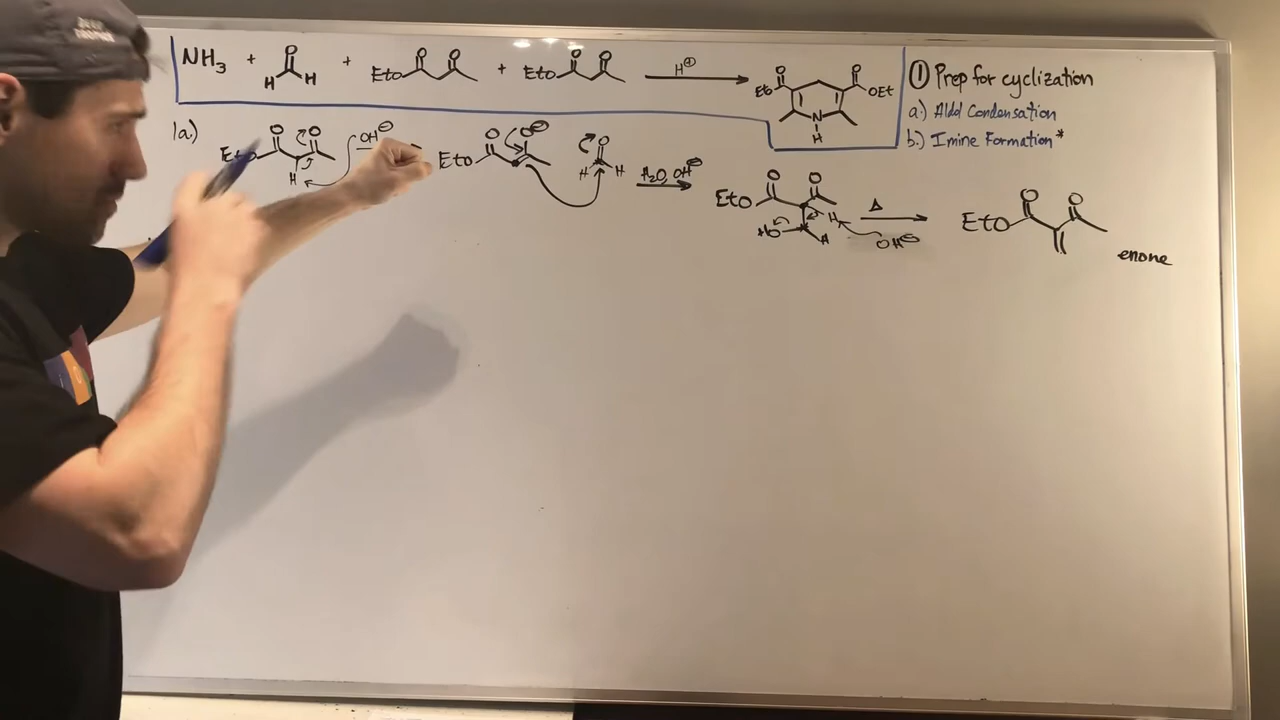 NH3 + O H H + EtO O O + EtO O O H⊕ EtO O O OEt N H
① Prep for cyclization
a.) Aldol Condensation
b.) Imine Formation*
1a.) EtO O O H OH⊖ EtO O O⊖ O H H H2O, OH⊖ EtO O O HO H H Δ OH⊖ EtO O O
enone